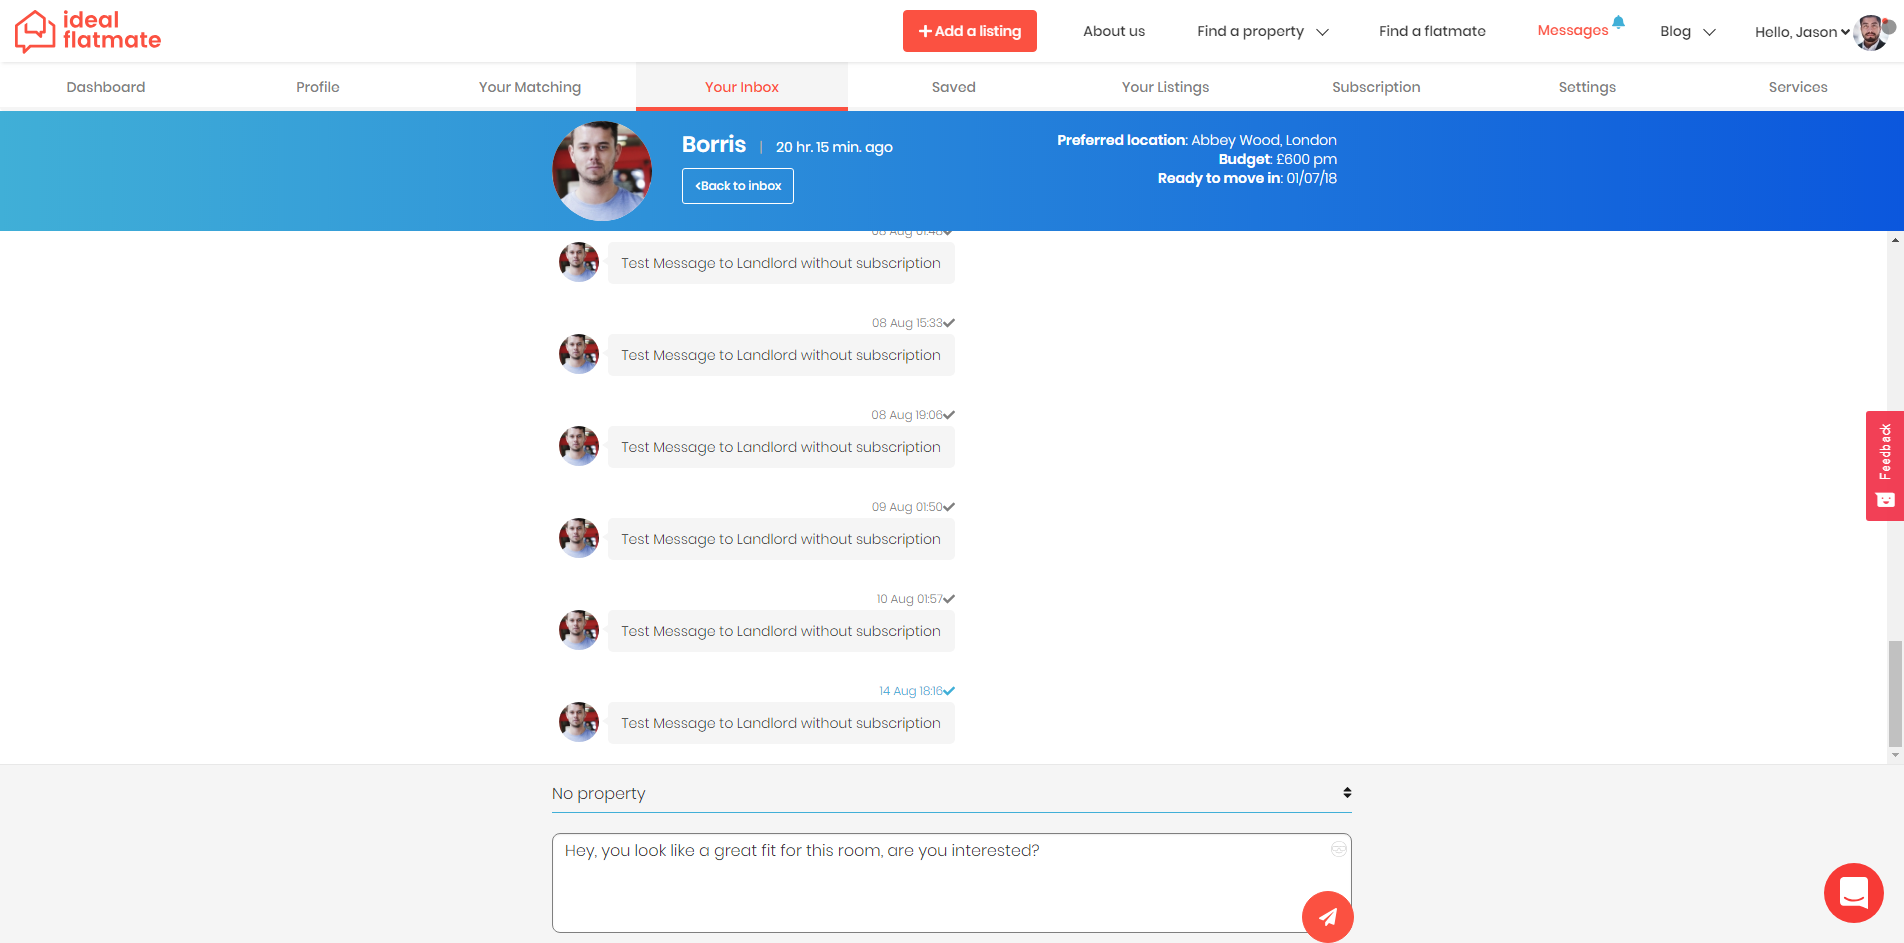 ideal
flatmate
Add a listing
About us
Find a property
Find a flatmate
Messages
Blog
Hello, Jason
Dashboard
Profile
Your Matching
Your Inbox
Saved
Your Listings
Subscription
Settings
Services
Borris | 20 hr. 15 min. ago
<Back to inbox
Preferred location: Abbey Wood, London
Budget: £600 pm
Ready to move in: 01/07/18
08 Aug 01:48
Test Message to Landlord without subscription
08 Aug 15:33
Test Message to Landlord without subscription
08 Aug 19:06
Test Message to Landlord without subscription
09 Aug 01:50
Test Message to Landlord without subscription
10 Aug 01:57
Test Message to Landlord without subscription
14 Aug 18:16
Test Message to Landlord without subscription
Feedback
No property
Hey, you look like a great fit for this room, are you interested?